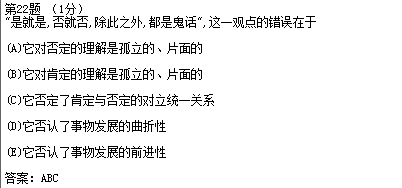 第22题 (1分)
"是就是,否就否,除此之外,都是鬼话",这一观点的错误在于
(A)它对否定的理解是孤立的、片面的
(B)它对肯定的理解是孤立的、片面的
(C)它否定了肯定与否定的对立统一关系
(D)它否认了事物发展的曲折性
(E)它否认了事物发展的前进性
答案: ABC